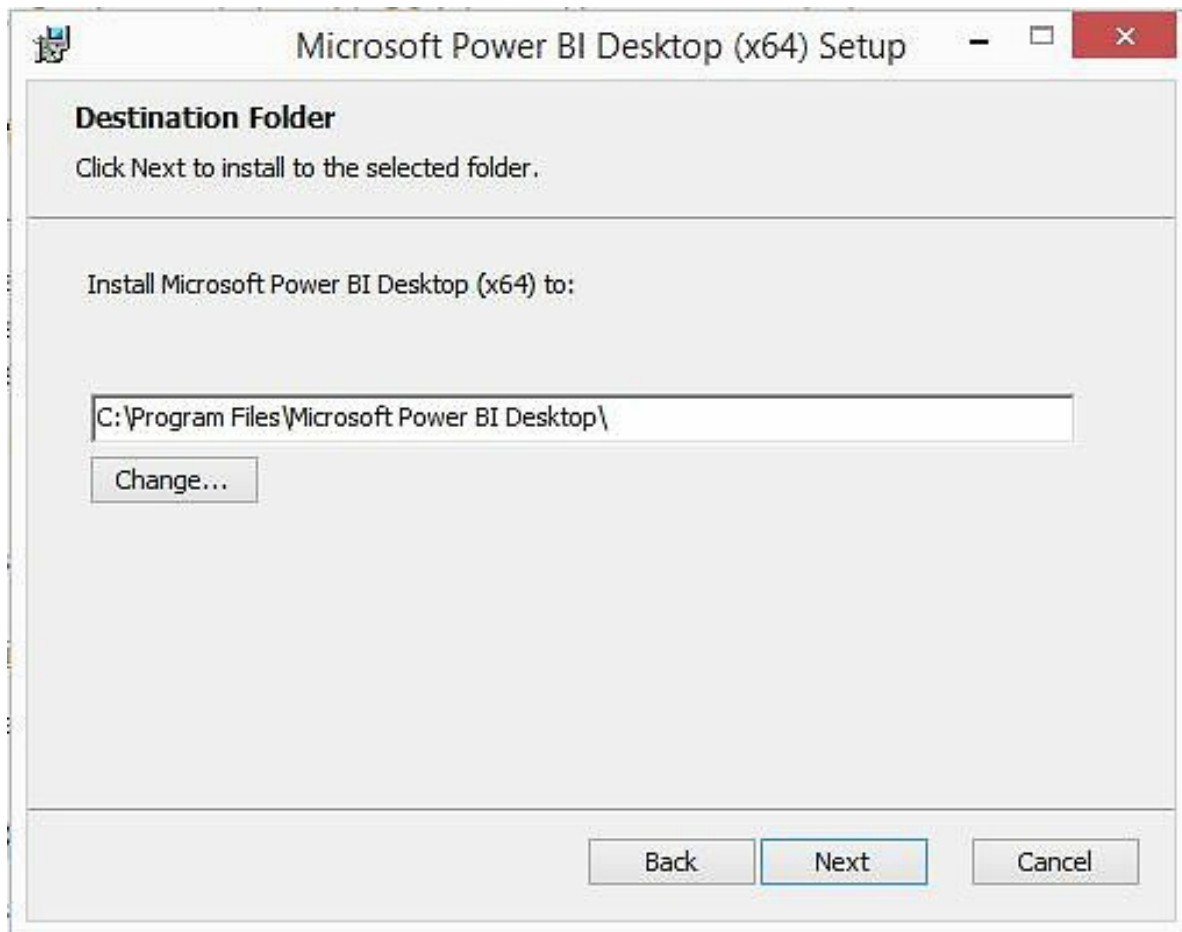 Microsoft Power BI Desktop (x64) Setup
Destination Folder
Click Next to install to the selected folder.
Install Microsoft Power BI Desktop (x64) to:
C:\Program Files\Microsoft Power BI Desktop\
Change...
Back Next Cancel